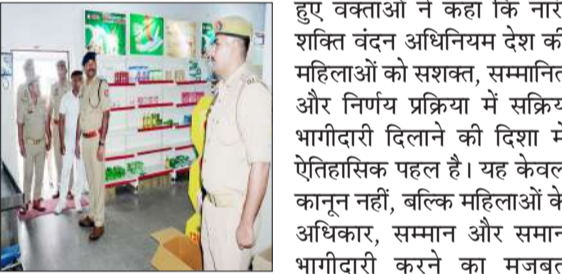 हुए वक्ताओं ने कहा कि नारी
शक्ति वंदन अधिनियम देश की
महिलाओं को सशक्त, सम्मानित
और निर्णय प्रक्रिया में सक्रिय
भागीदारी दिलाने की दिशा में
ऐतिहासिक पहल है। यह केवल
कानून नहीं, बल्कि महिलाओं के
अधिकार, सम्मान और समान
भागीदारी करने का मजबूत